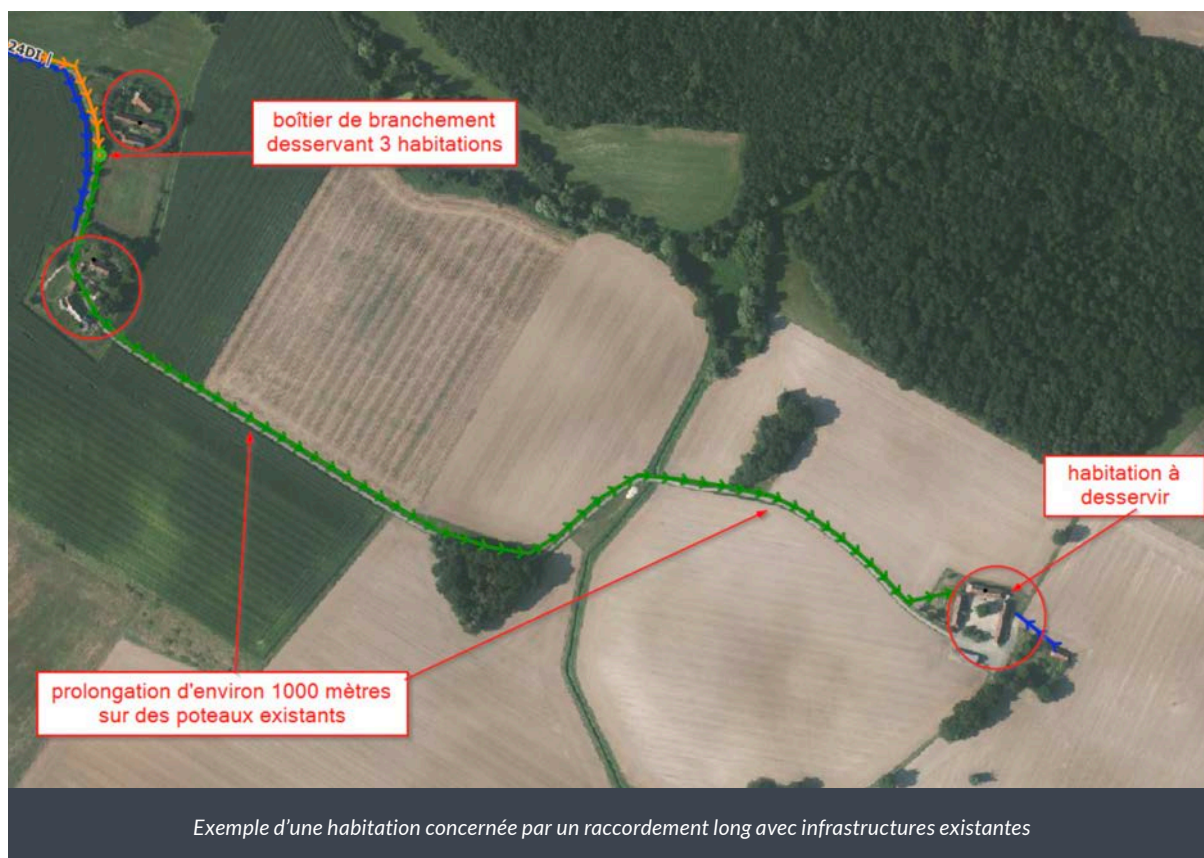 24DI |
boîtier de branchement
desservant 3 habitations
habitation à
desservir
prolongation d'environ 1000 mètres
sur des poteaux existants
Exemple d'une habitation concernée par un raccordement long avec infrastructures existantes